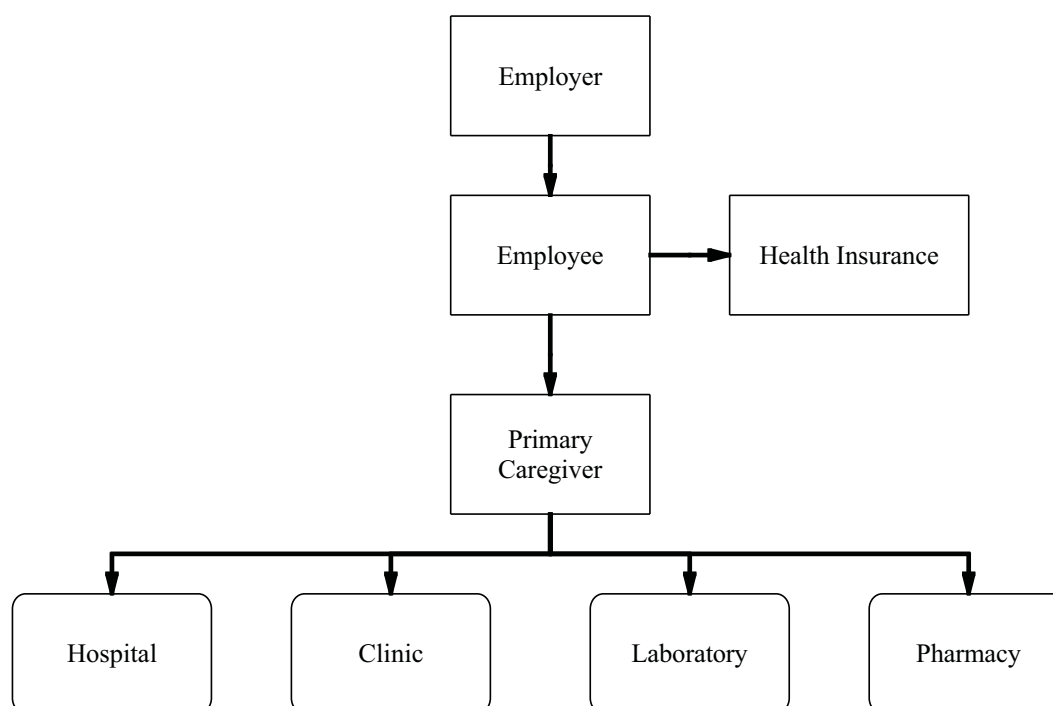 Employer
Employee
Health Insurance
Primary
Caregiver
Hospital
Clinic
Laboratory
Pharmacy